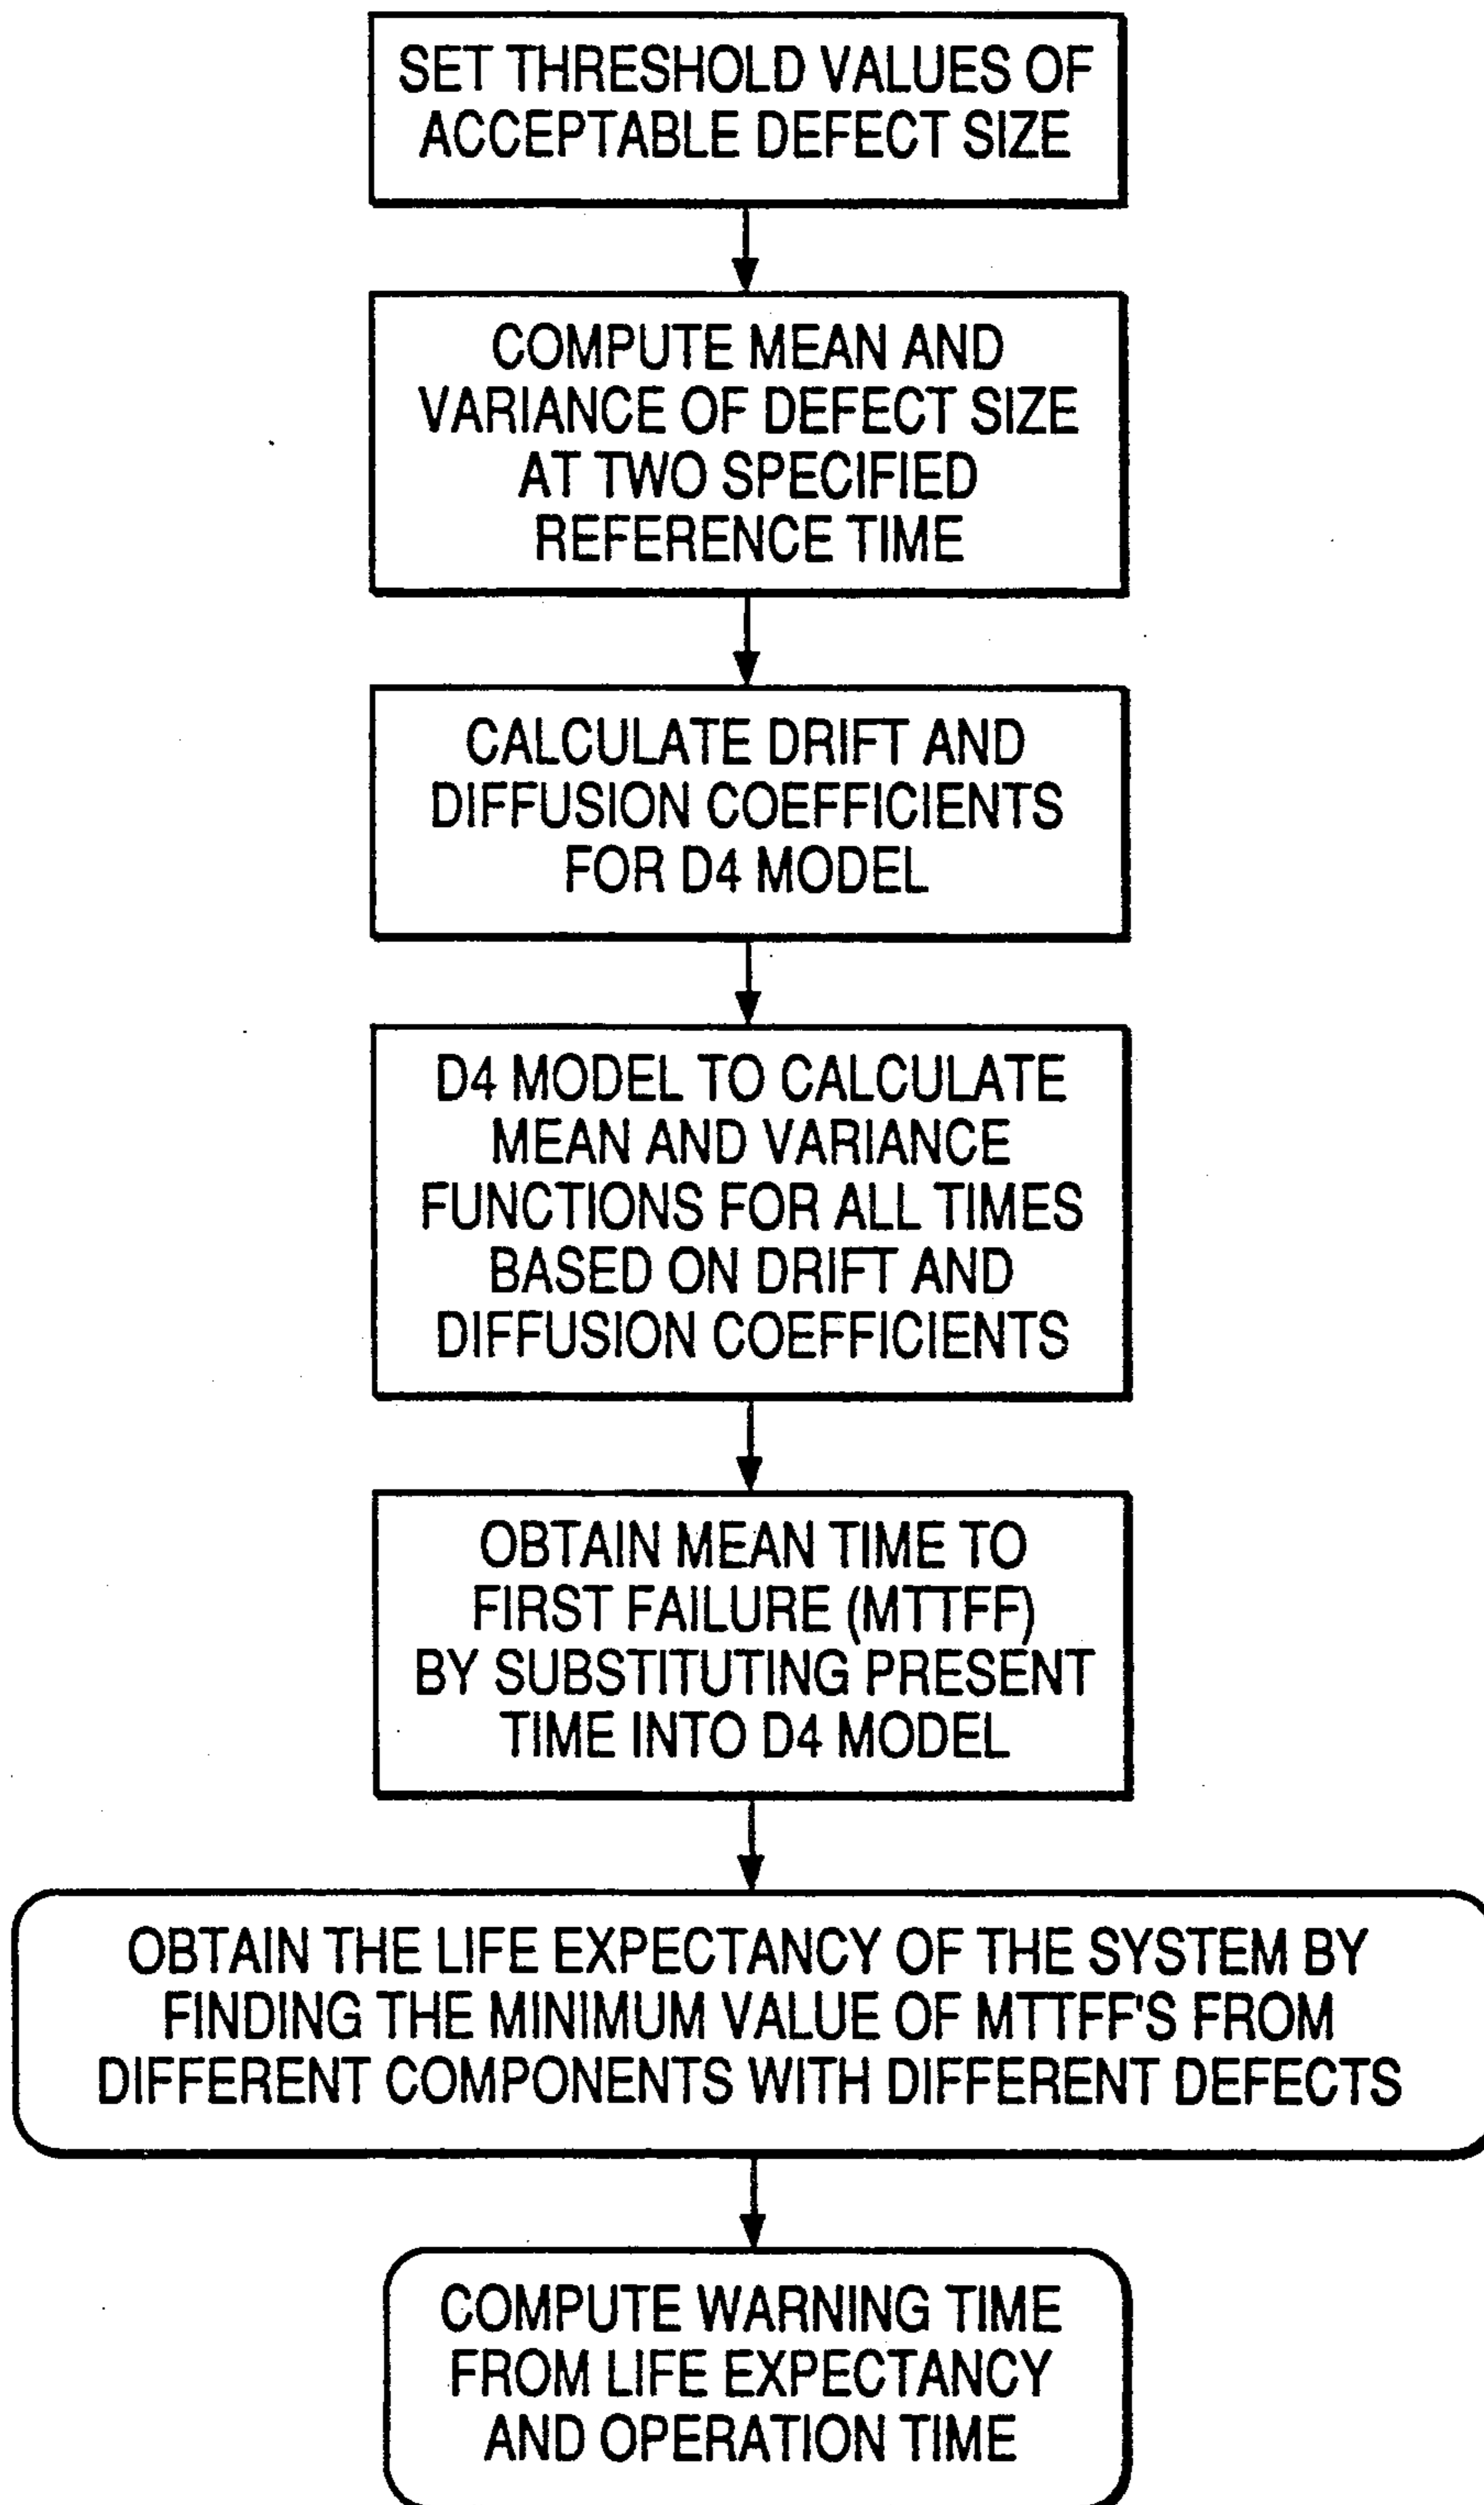 SET THRESHOLD VALUES OF
ACCEPTABLE DEFECT SIZE
COMPUTE MEAN AND
VARIANCE OF DEFECT SIZE
AT TWO SPECIFIED
REFERENCE TIME
CALCULATE DRIFT AND
DIFFUSION COEFFICIENTS
FOR D4 MODEL
D4 MODEL TO CALCULATE
MEAN AND VARIANCE
FUNCTIONS FOR ALL TIMES
BASED ON DRIFT AND
DIFFUSION COEFFICIENTS
OBTAIN MEAN TIME TO
FIRST FAILURE (MTTFF)
BY SUBSTITUTING PRESENT
TIME INTO D4 MODEL
OBTAIN THE LIFE EXPECTANCY OF THE SYSTEM BY
FINDING THE MINIMUM VALUE OF MTTFF'S FROM
DIFFERENT COMPONENTS WITH DIFFERENT DEFECTS
COMPUTE WARNING TIME
FROM LIFE EXPECTANCY
AND OPERATION TIME